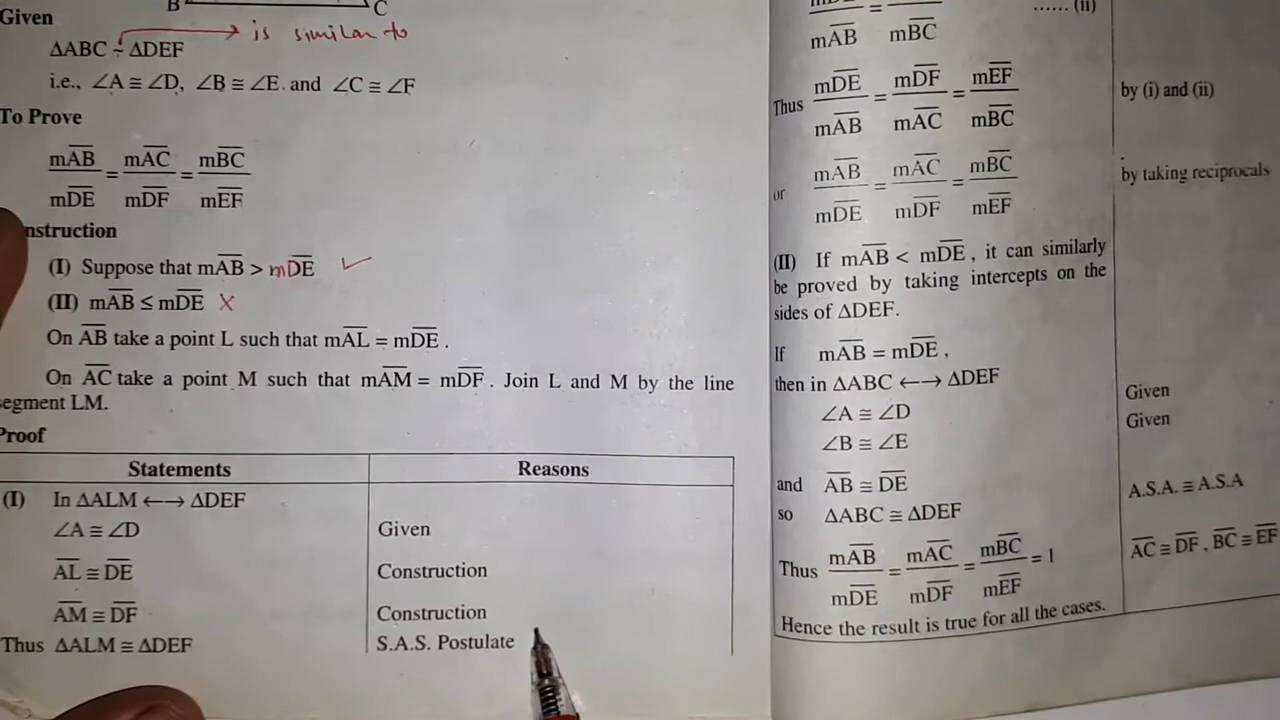 B C
Given
is similar to
ΔABC ~ ΔDEF
i.e., ∠A ≅ ∠D, ∠B ≅ ∠E and ∠C ≅ ∠F
To Prove
mAB/mDE = mAC/mDF = mBC/mEF
nstruction
(I) Suppose that mAB > mDE ✓
(II) mAB ≤ mDE X
On AB take a point L such that mAL = mDE.
On AC take a point M such that mAM = mDF. Join L and M by the line
egment LM.
Proof
Statements Reasons
(I) In ΔALM ⟷ ΔDEF
∠A ≅ ∠D Given
AL ≅ DE Construction
AM ≅ DF Construction
Thus ΔALM ≅ ΔDEF S.A.S. Postulate
mAB = mBC ...... (ii)
Thus mDE/mAB = mDF/mAC = mEF/mBC by (i) and (ii)
or mAB/mDE = mAC/mDF = mBC/mEF by taking reciprocals
(II) If mAB < mDE, it can similarly
be proved by taking intercepts on the
sides of ΔDEF.
If mAB = mDE,
then in ΔABC ⟷ ΔDEF
∠A ≅ ∠D Given
∠B ≅ ∠E Given
and AB ≅ DE
so ΔABC ≅ ΔDEF A.S.A. ≅ A.S.A
Thus mAB/mDE = mAC/mDF = mBC/mEF = 1 AC ≅ DF, BC ≅ EF
Hence the result is true for all the cases.